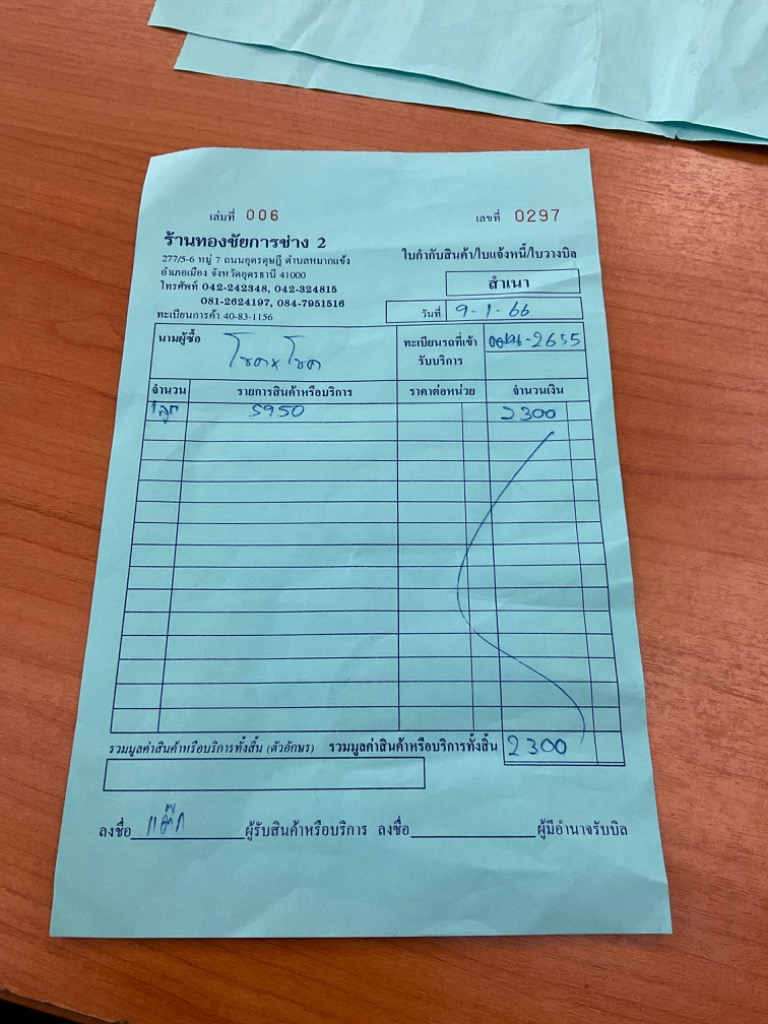 เล่มที่ 006 เลขที่ 0297
ร้านทองชัยการช่าง 2
277/5-6 หมู่ 7 ถนนอุดรดุษฎี ตำบลหมากแข้ง
อำเภอเมือง จังหวัดอุดรธานี 41000
โทรศัพท์ 042-242348, 042-324815
081-2624197, 084-7951516
ทะเบียนการค้า 40-83-1156
ใบกำกับสินค้า/ใบแจ้งหนี้/ใบวางบิล
สำเนา
วันที่ 9-1-66
นามผู้ซื้อ โชคxโชค
ทะเบียนรถที่เข้ารับบริการ -2655
จำนวน รายการสินค้าหรือบริการ ราคาต่อหน่วย จำนวนเงิน
1ลูก S950 2300
รวมมูลค่าสินค้าหรือบริการทั้งสิ้น (ตัวอักษร) รวมมูลค่าสินค้าหรือบริการทั้งสิ้น 2300
ลงชื่อ ผู้รับสินค้าหรือบริการ ลงชื่อ ผู้มีอำนาจรับบิล